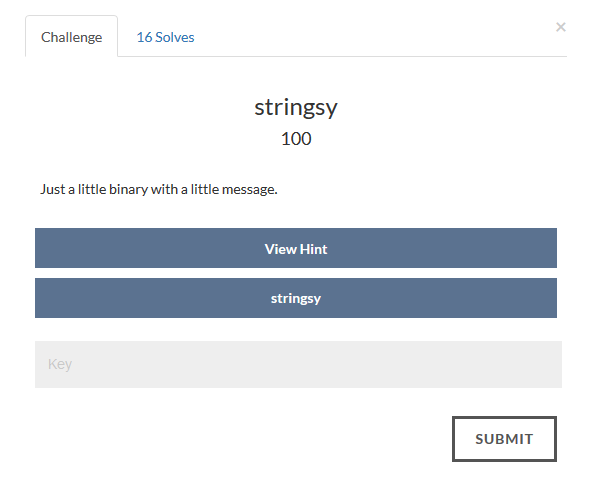 Challenge
16 Solves
×
stringsy
100
Just a little binary with a little message.
View Hint
stringsy
Key
SUBMIT